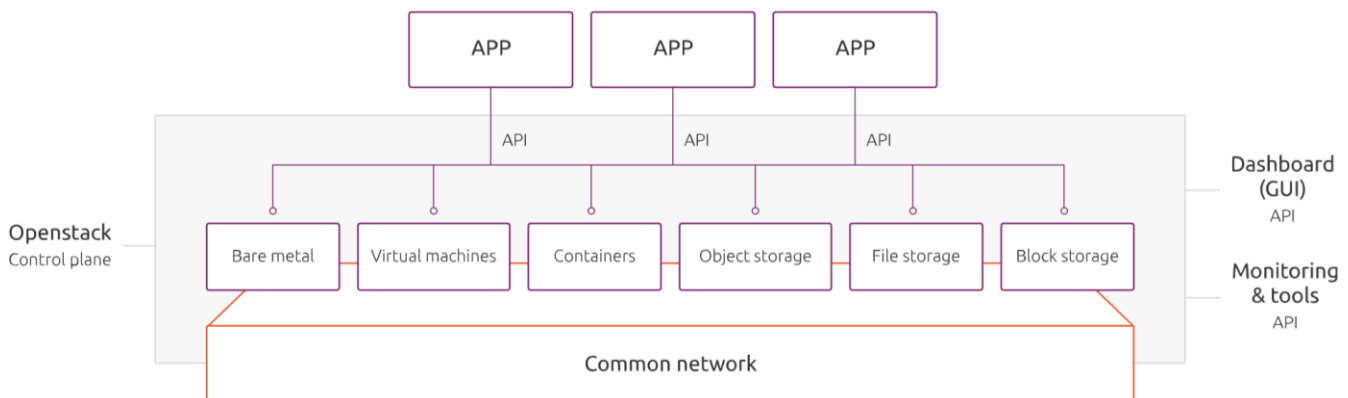 APP
APP
APP
API
API
API
Dashboard
(GUI)
API
Openstack
Control plane
Bare metal
Virtual machines
Containers
Object storage
File storage
Block storage
Monitoring
& tools
API
Common network